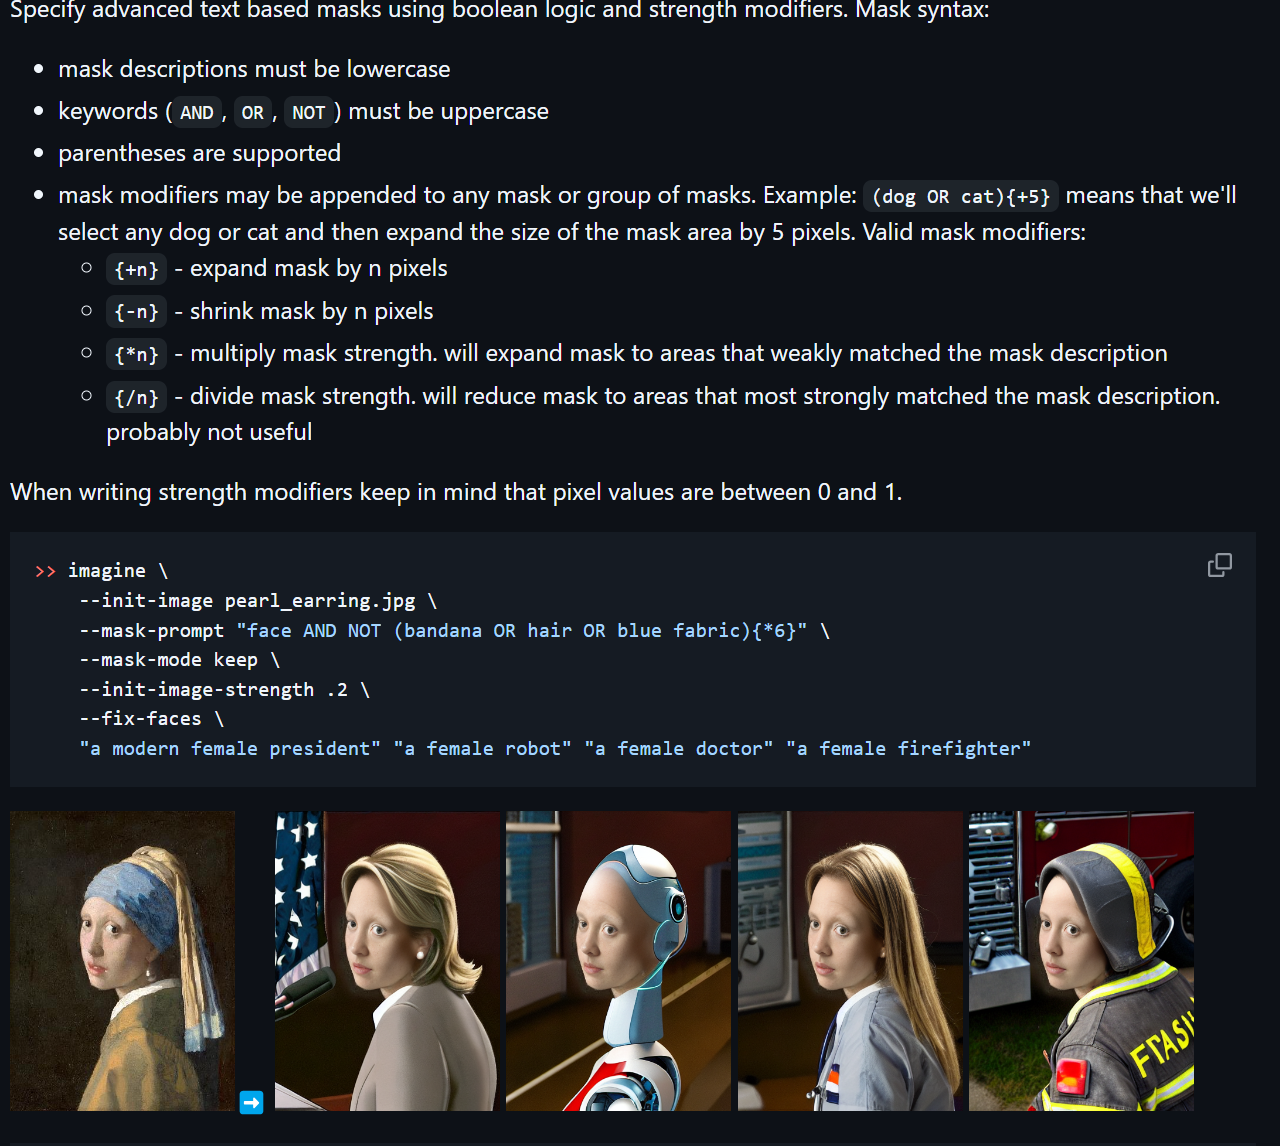 Specify advanced text based masks using boolean logic and strength modifiers. Mask syntax:
mask descriptions must be lowercase
keywords (AND, OR, NOT) must be uppercase
parentheses are supported
mask modifiers may be appended to any mask or group of masks. Example: (dog OR cat){+5} means that we'll
select any dog or cat and then expand the size of the mask area by 5 pixels. Valid mask modifiers:
{+n} - expand mask by n pixels
{-n} - shrink mask by n pixels
{*n} - multiply mask strength. will expand mask to areas that weakly matched the mask description
{/n} - divide mask strength. will reduce mask to areas that most strongly matched the mask description.
probably not useful
When writing strength modifiers keep in mind that pixel values are between 0 and 1.
>> imagine \
--init-image pearl_earring.jpg \
--mask-prompt "face AND NOT (bandana OR hair OR blue fabric){*6}" \
--mask-mode keep \
--init-image-strength .2 \
--fix-faces \
"a modern female president" "a female robot" "a female doctor" "a female firefighter"